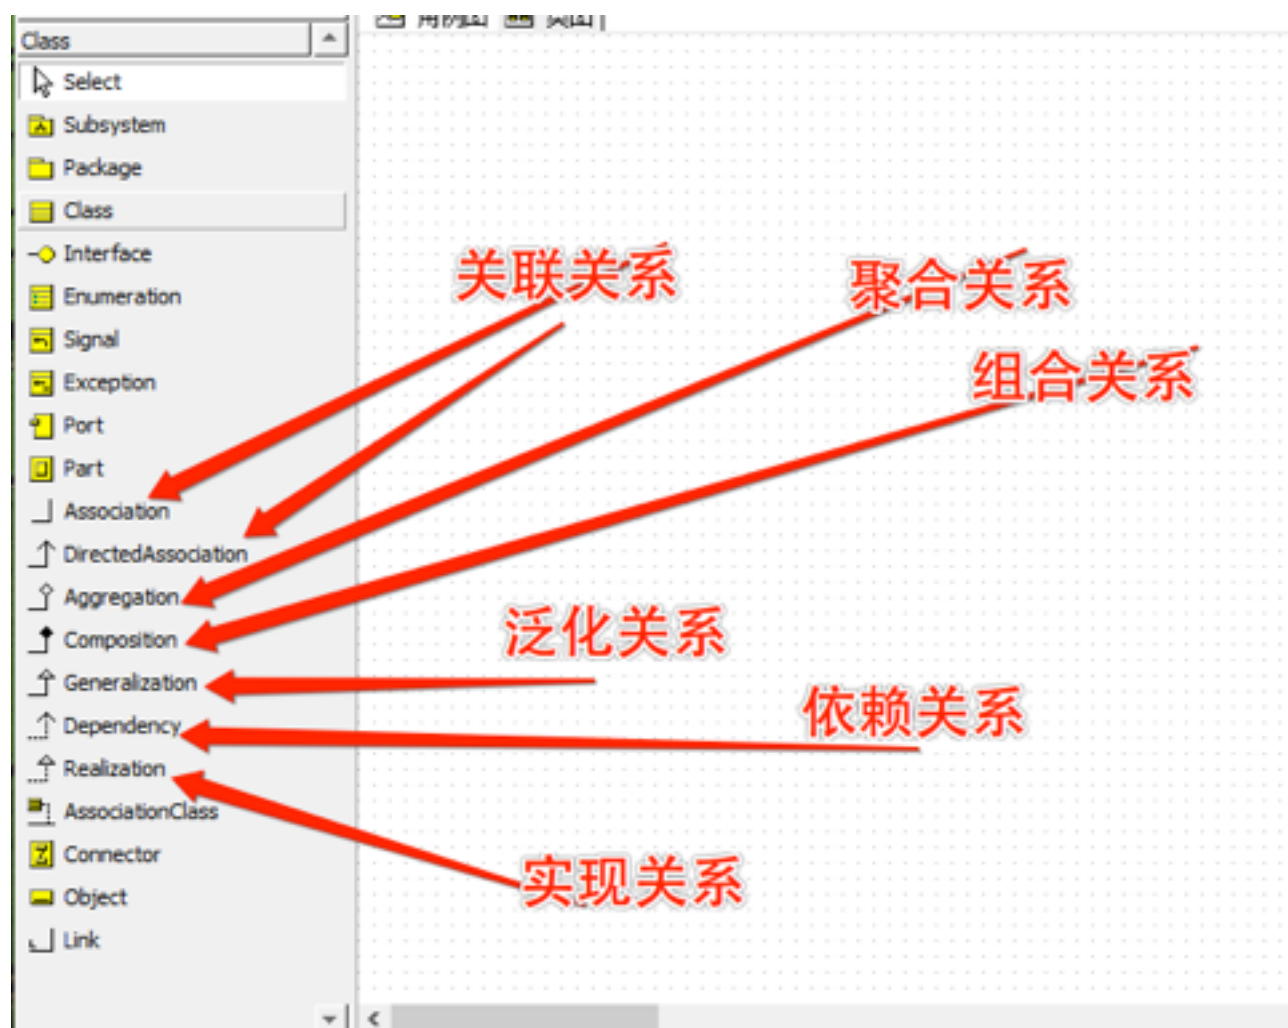 Class
Select
Subsystem
Package
Class
Interface
Enumeration
Signal
Exception
Port
Part
Association
DirectedAssociation
Aggregation
Composition
Generalization
Dependency
Realization
AssociationClass
Connector
Object
Link
关联关系
聚合关系
组合关系
泛化关系
依赖关系
实现关系